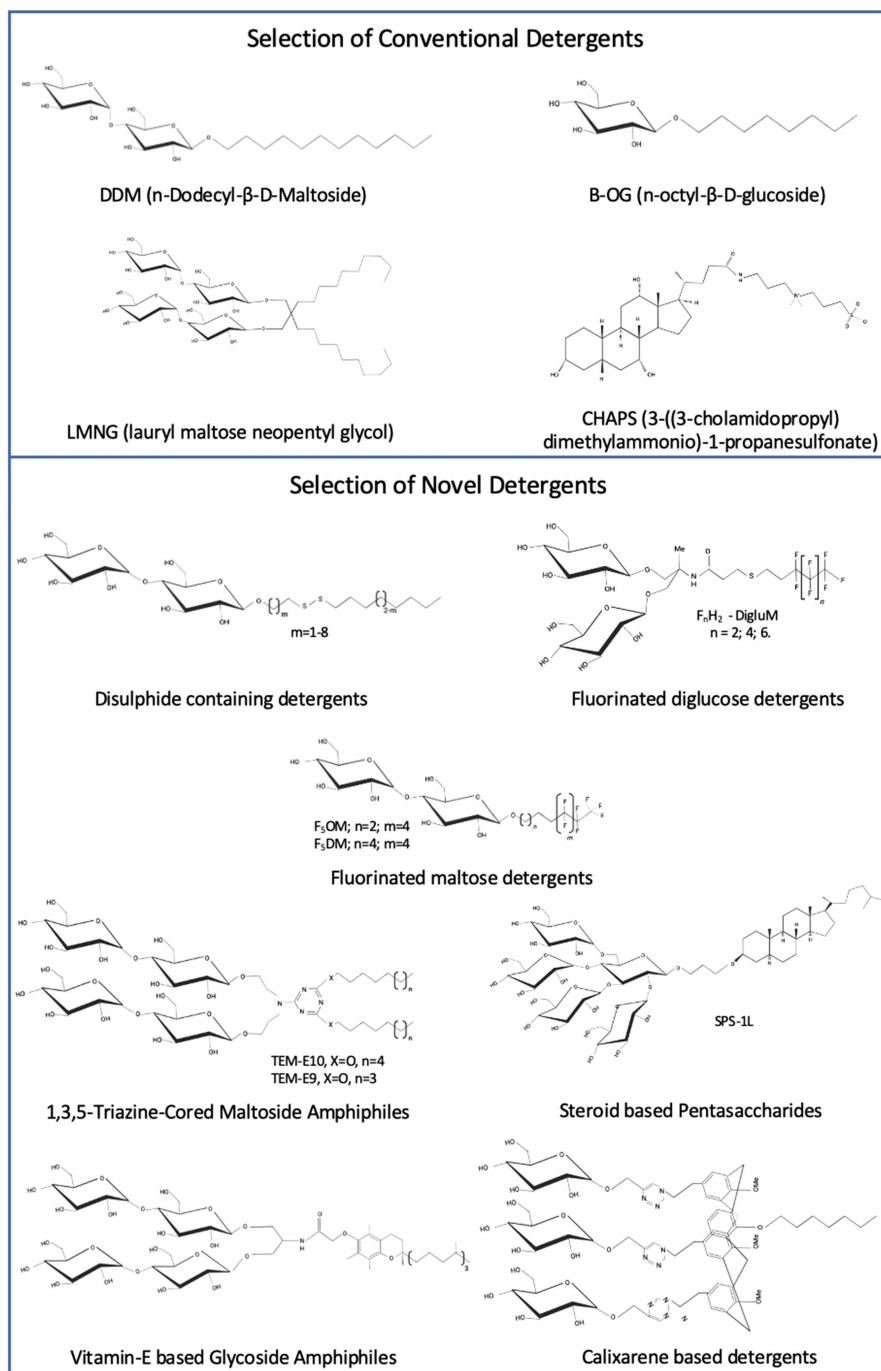 Selection of Conventional Detergents
DDM (n-Dodecyl-β-D-Maltoside)
B-OG (n-octyl-β-D-glucoside)
LMNG (lauryl maltose neopentyl glycol)
CHAPS (3-((3-cholamidopropyl)
dimethylammonio)-1-propanesulfonate)
Selection of Novel Detergents
m=1-8
Disulphide containing detergents
FₙH₂ - DigluM
n = 2; 4; 6.
Fluorinated diglucose detergents
F₅OM; n=2; m=4
F₅DM; n=4; m=4
Fluorinated maltose detergents
TEM-E10, X=O, n=4
TEM-E9, X=O, n=3
1,3,5-Triazine-Cored Maltoside Amphiphiles
SPS-1L
Steroid based Pentasaccharides
Vitamin-E based Glycoside Amphiphiles
Calixarene based detergents